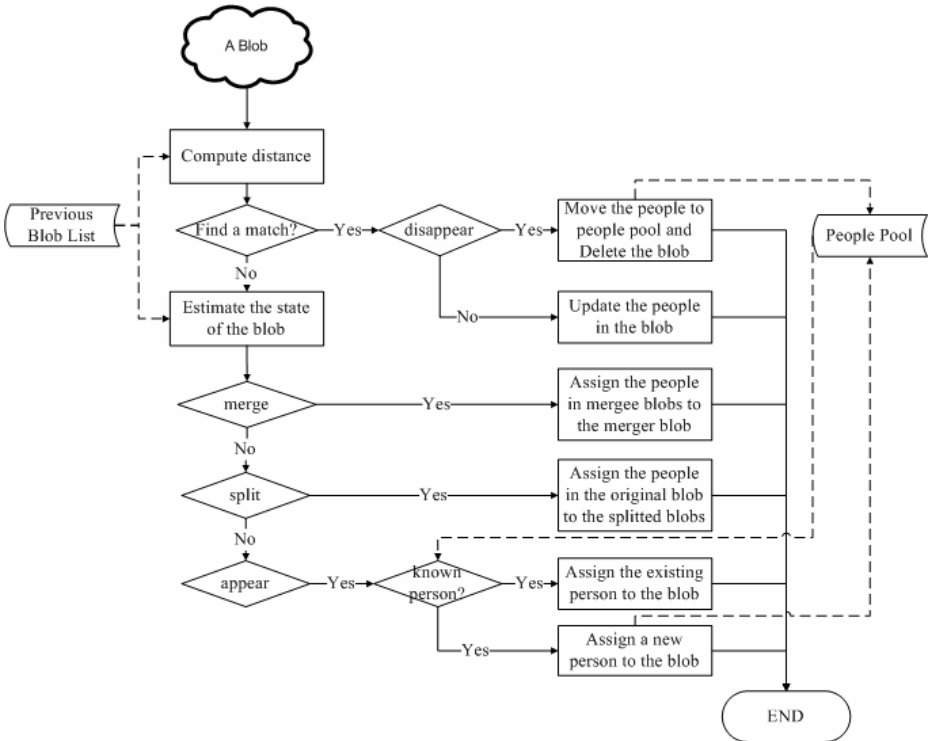 A Blob
Compute distance
Previous
Blob List
Find a match?
Yes
disappear
Yes
Move the people to
people pool and
Delete the blob
People Pool
No
Estimate the state
of the blob
No
Update the people
in the blob
merge
Yes
Assign the people
in mergee blobs to
the merger blob
No
split
Yes
Assign the people
in the original blob
to the splitted blobs
No
appear
Yes
known
person?
Yes
Assign the existing
person to the blob
Yes
Assign a new
person to the blob
END